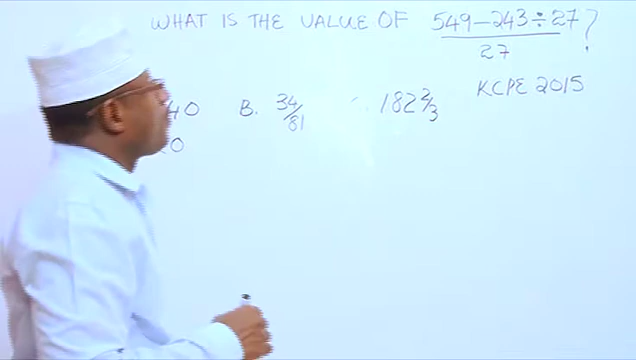 WHAT IS THE VALUE OF 549-243÷27?
27
KCPE 2015
40 B. 34/81 182 2/3
0